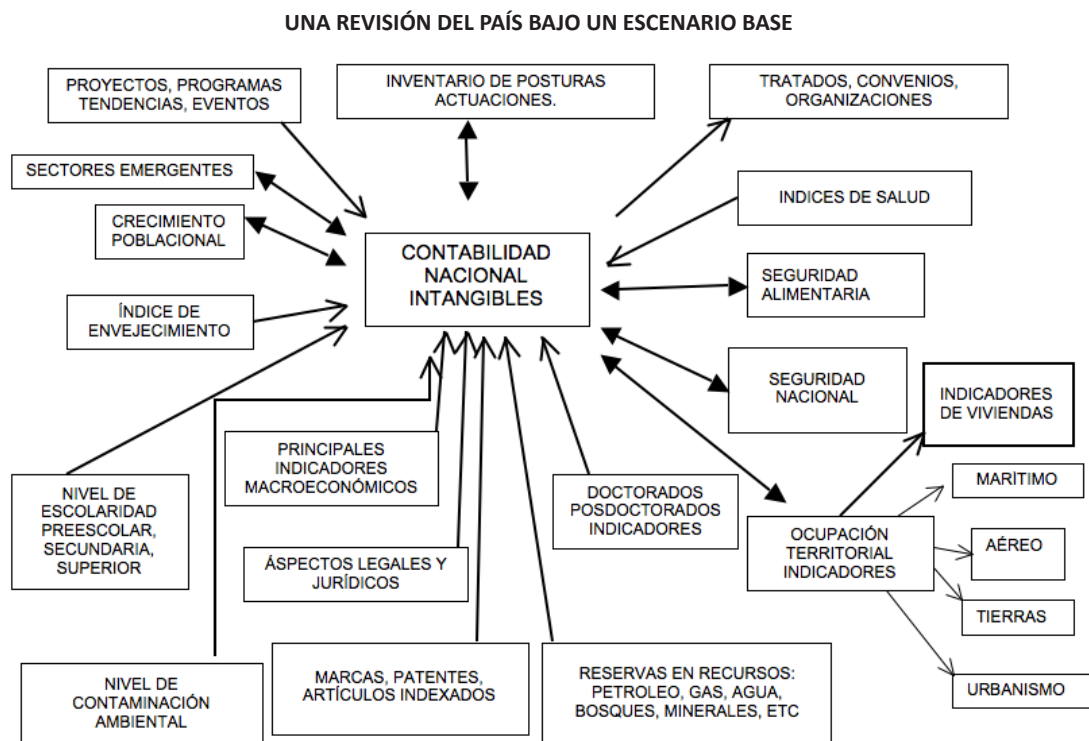 UNA REVISIÓN DEL PAÍS BAJO UN ESCENARIO BASE
PROYECTOS, PROGRAMAS
TENDENCIAS, EVENTOS
INVENTARIO DE POSTURAS
ACTUACIONES.
TRATADOS, CONVENIOS,
ORGANIZACIONES
SECTORES EMERGENTES
INDICES DE SALUD
CRECIMIENTO
POBLACIONAL
CONTABILIDAD
NACIONAL
INTANGIBLES
SEGURIDAD
ALIMENTARIA
ÍNDICE DE
ENVEJECIMIENTO
SEGURIDAD
NACIONAL
INDICADORES
DE VIVIENDAS
PRINCIPALES
INDICADORES
MACROECONÓMICOS
MARÌTIMO
NIVEL DE
ESCOLARIDAD
PREESCOLAR,
SECUNDARIA,
SUPERIOR
DOCTORADOS
POSDOCTORADOS
INDICADORES
OCUPACIÓN
TERRITORIAL
INDICADORES
AÉREO
ÁSPECTOS LEGALES Y
JURÍDICOS
TIERRAS
NIVEL DE
CONTAMINACIÓN
AMBIENTAL
MARCAS, PATENTES,
ARTÍCULOS INDEXADOS
RESERVAS EN RECURSOS:
PETROLEO, GAS, AGUA,
BOSQUES, MINERALES, ETC
URBANISMO